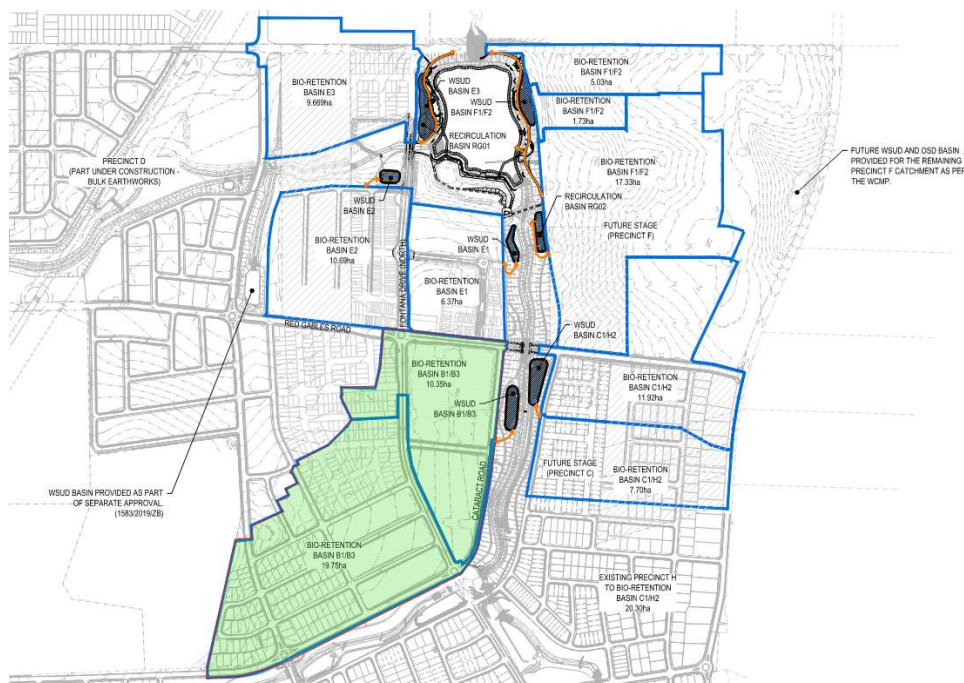 BIO-RETENTION
BASIN E3
9.669ha
WSUD
BASIN E3
WSUD
BASIN F1/F2
RECIRCULATION
BASIN RG01
BIO-RETENTION
BASIN F1/F2
5.03ha
BIO-RETENTION
BASIN F1/F2
1.73ha
PRECINCT D
(PART UNDER CONSTRUCTION -
BULK EARTHWORKS)
BIO-RETENTION
BASIN F1/F2
17.33ha
FUTURE WSUD AND OSD BASIN
PROVIDED FOR THE REMAINING
PRECINCT F CATCHMENT AS PER
THE WCMP.
WSUD
BASIN E2
RECIRCULATION
BASIN RG02
FUTURE STAGE
(PRECINCT F)
BIO-RETENTION
BASIN E2
10.69ha
WSUD
BASIN E1
FONTANA DRIVE (NORTH)
BIO-RETENTION
BASIN E1
6.37ha
RED GABLES ROAD
WSUD
BASIN C1/H2
BIO-RETENTION
BASIN B1/B3
10.35ha
WSUD
BASIN B1/B3
BIO-RETENTION
BASIN C1/H2
11.92ha
CATARACT ROAD
FUTURE STAGE
(PRECINCT C)
BIO-RETENTION
BASIN C1/H2
7.70ha
WSUD BASIN PROVIDED AS PART
OF SEPARATE APPROVAL.
(1583/2019/ZB)
BIO-RETENTION
BASIN B1/B3
19.75ha
EXISTING PRECINCT H
TO BIO-RETENTION
BASIN C1/H2
20.30ha